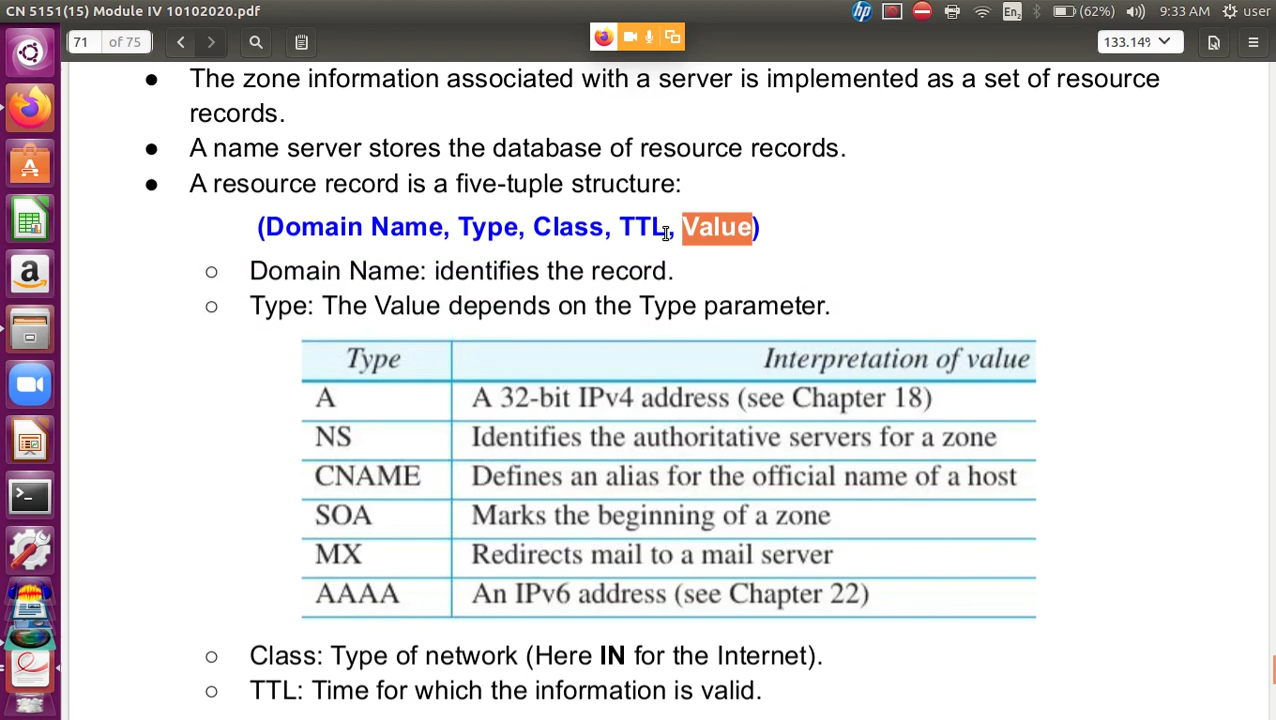 CN 5151(15) Module IV 10102020.pdf
En2 (62%) 9:33 AM user
71 of 75 133.149
● The zone information associated with a server is implemented as a set of resource
records.
● A name server stores the database of resource records.
● A resource record is a five-tuple structure:
(Domain Name, Type, Class, TTL, Value)
○ Domain Name: identifies the record.
○ Type: The Value depends on the Type parameter.
Type Interpretation of value
A A 32-bit IPv4 address (see Chapter 18)
NS Identifies the authoritative servers for a zone
CNAME Defines an alias for the official name of a host
SOA Marks the beginning of a zone
MX Redirects mail to a mail server
AAAA An IPv6 address (see Chapter 22)
○ Class: Type of network (Here IN for the Internet).
○ TTL: Time for which the information is valid.